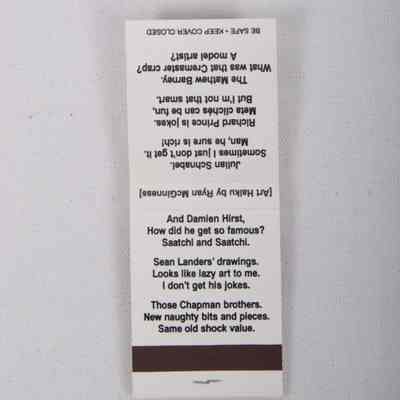 [Art Haiku by Ryan McGinness]
Julian Schnabel.
Sometimes I just don't get it.
Man, he sure is rich!
Richard Prince is jokes.
Meta clichés can be, fun,
But I'm not that smart.
The Mathew Barney.
What that was Cremaster crap?
A model artist?
BE SAFE • KEEP COVER CLOSED
And Damien Hirst,
How did he get so famous?
Saatchi and Saatchi.
Sean Landers' drawings.
Looks like lazy art to me.
I don't get his jokes.
Those Chapman brothers.
New naughty bits and pieces.
Same old shock value.